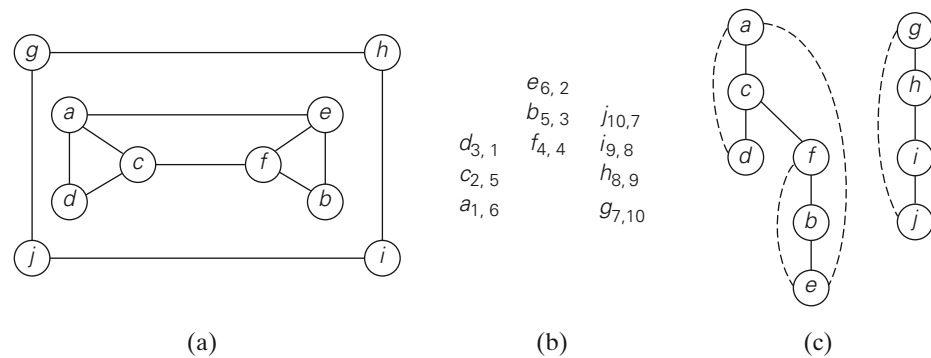 g h
a e
c f
d b
j i
(a)
e6, 2
b5, 3 j10,7
d3, 1 f4, 4 i9, 8
c2, 5 h8, 9
a1, 6 g7,10
(b)
a g
c h
d f i
b j
e
(c)